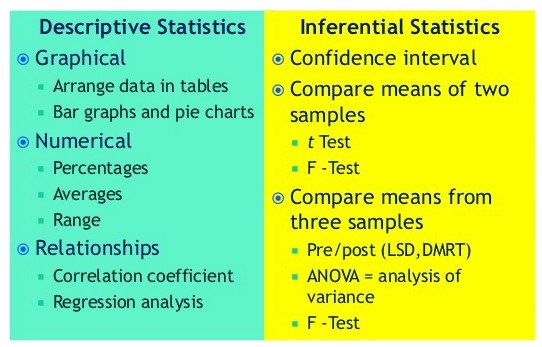 Descriptive Statistics
Graphical
Arrange data in tables
Bar graphs and pie charts
Numerical
Percentages
Averages
Range
Relationships
Correlation coefficient
Regression analysis
Inferential Statistics
Confidence interval
Compare means of two
samples
t Test
F -Test
Compare means from
three samples
Pre/post (LSD,DMRT)
ANOVA = analysis of
variance
F -Test